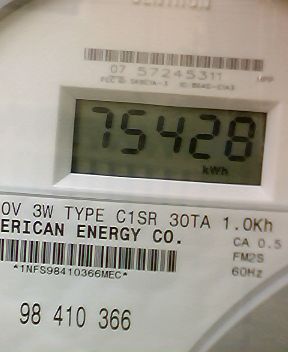 CENTRON
07 57245311
75428
kWh
0V 3W TYPE C1SR 30TA 1.0Kh
ERICAN ENERGY CO.
CA 0.5
FM2S
60Hz
*1NFS98410366MEC*
98 410 366